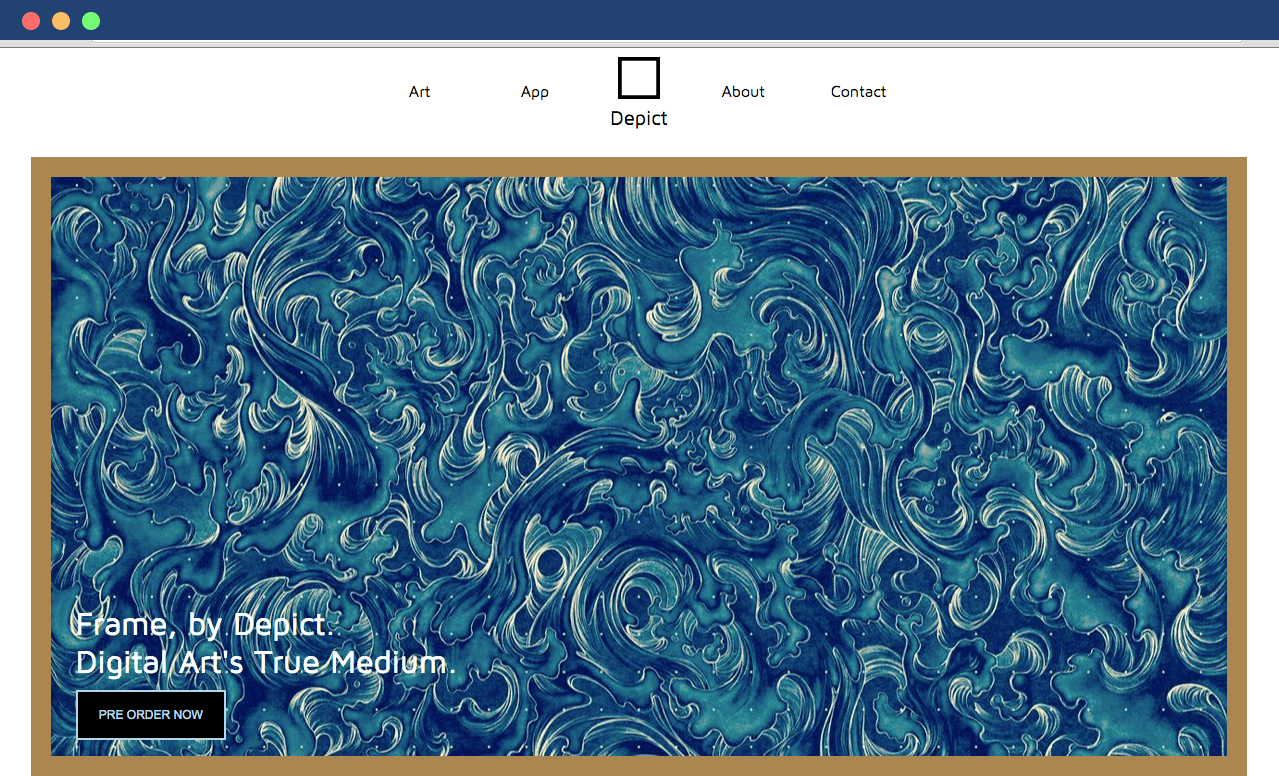 Art
App
Depict
About
Contact
Frame, by Depict.
Digital Art's True Medium.
PRE ORDER NOW